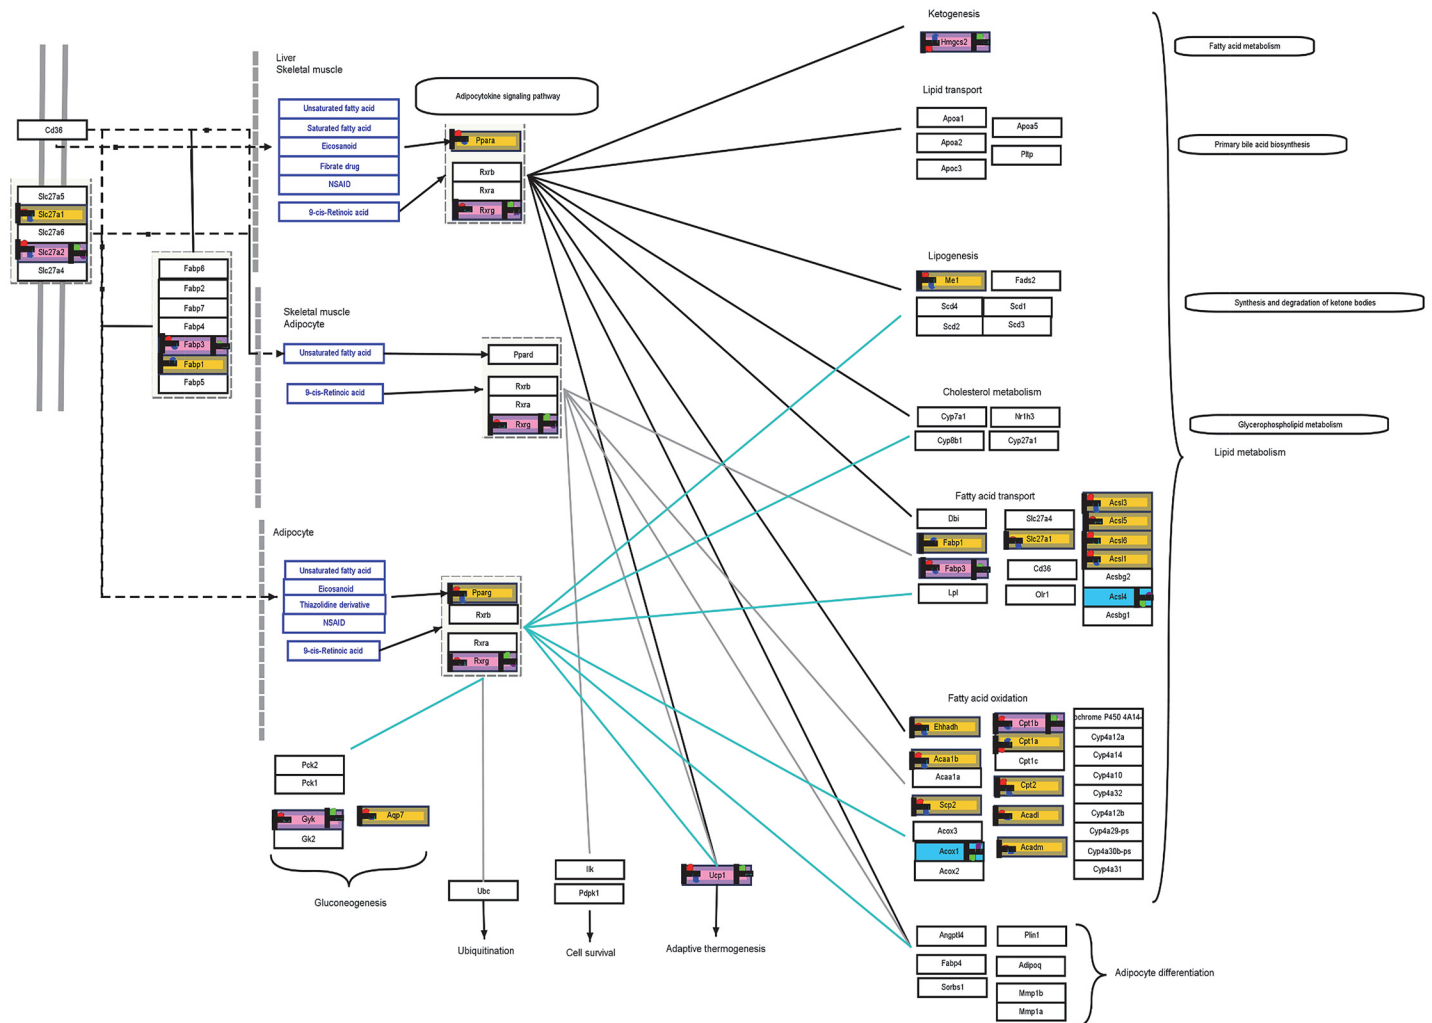 Cd36
Slc27a5
Slc27a1
Slc27a6
Slc27a2
Slc27a4
Fabp6
Fabp2
Fabp7
Fabp4
Fabp3
Fabp1
Fabp5
Liver
Skeletal muscle
Unsaturated fatty acid
Saturated fatty acid
Eicosanoid
Fibrate drug
NSAID
9-cis-Retinoic acid
Adipocytokine signaling pathway
Ppara
Rxrb
Rxra
Rxrg
Skeletal muscle
Adipocyte
Unsaturated fatty acid
9-cis-Retinoic acid
Ppard
Rxrb
Rxra
Rxrg
Adipocyte
Unsaturated fatty acid
Eicosanoid
Thiazolidine derivative
NSAID
9-cis-Retinoic acid
Pparg
Rxrb
Rxra
Rxrg
Pck2
Pck1
Gyk
Gk2
Aqp7
Gluconeogenesis
Ubc
Ubiquitination
Ilk
Pdpk1
Cell survival
Ucp1
Adaptive thermogenesis
Ketogenesis
Hmgcs2
Lipid transport
Apoa1
Apoa2
Apoc3
Apoa5
Pltp
Lipogenesis
Me1
Fads2
Scd4
Scd1
Scd2
Scd3
Cholesterol metabolism
Cyp7a1
Nr1h3
Cyp8b1
Cyp27a1
Fatty acid transport
Dbi
Fabp1
Fabp3
Lpl
Slc27a4
Slc27a1
Cd36
Olr1
Acsl3
Acsl5
Acsl6
Acsl1
Acsbg2
Acsl4
Acsbg1
Fatty acid oxidation
Ehhadh
Acaa1b
Acaa1a
Scp2
Acox3
Acox1
Acox2
Cpt1b
Cpt1a
Cpt1c
Cpt2
Acadl
Acadm
ochrome P450 4A14-
Cyp4a12a
Cyp4a14
Cyp4a10
Cyp4a32
Cyp4a12b
Cyp4a29-ps
Cyp4a30b-ps
Cyp4a31
Angptl4
Fabp4
Sorbs1
Plin1
Adipoq
Mmp1b
Mmp1a
Adipocyte differentiation
Fatty acid metabolism
Primary bile acid biosynthesis
Synthesis and degradation of ketone bodies
Glycerophospholipid metabolism
Lipid metabolism